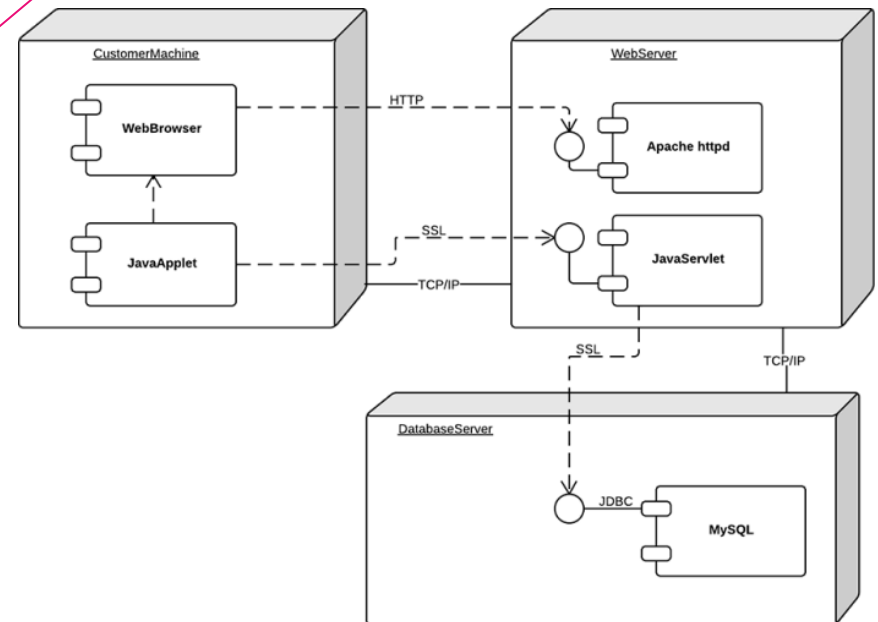 CustomerMachine
WebServer
WebBrowser
HTTP
Apache httpd
JavaApplet
SSL
JavaServlet
TCP/IP
SSL
TCP/IP
DatabaseServer
JDBC
MySQL